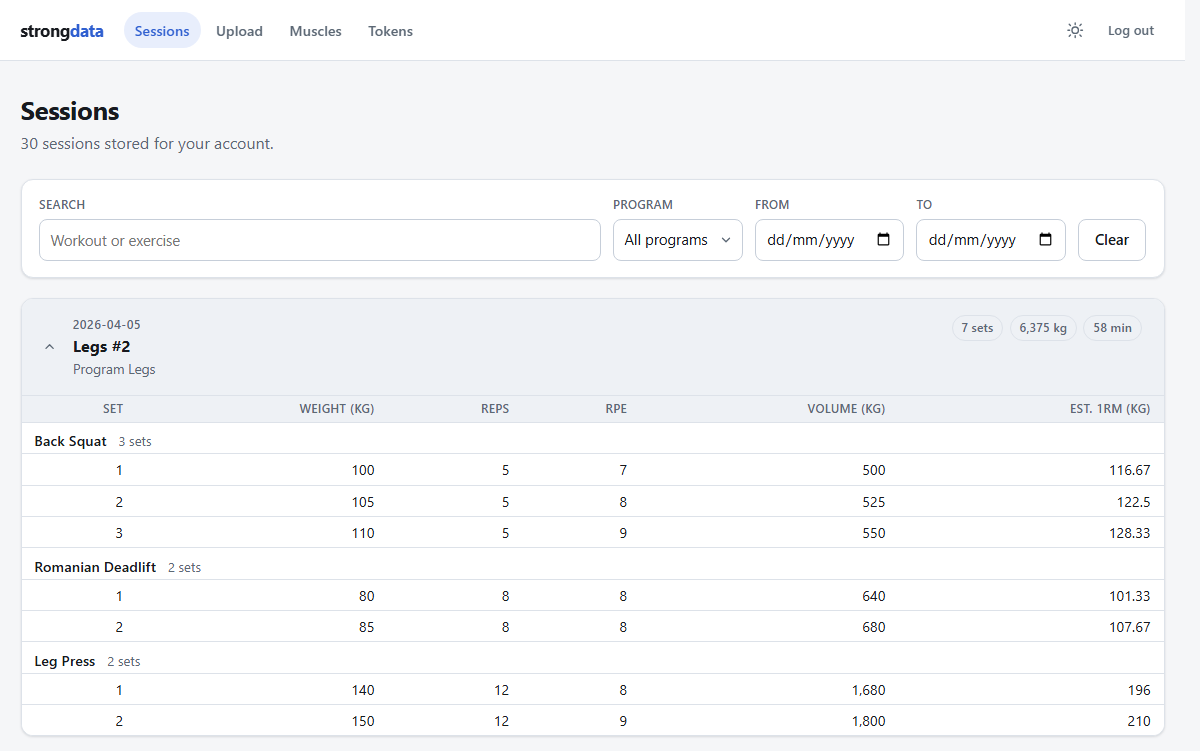 strongdata Sessions Upload Muscles Tokens Log out
Sessions
30 sessions stored for your account.
SEARCH PROGRAM FROM TO
Workout or exercise All programs dd/mm/yyyy dd/mm/yyyy Clear
2026-04-05
Legs #2
Program Legs
7 sets 6,375 kg 58 min
SET WEIGHT (KG) REPS RPE VOLUME (KG) EST. 1RM (KG)
Back Squat 3 sets
1 100 5 7 500 116.67
2 105 5 8 525 122.5
3 110 5 9 550 128.33
Romanian Deadlift 2 sets
1 80 8 8 640 101.33
2 85 8 8 680 107.67
Leg Press 2 sets
1 140 12 8 1,680 196
2 150 12 9 1,800 210